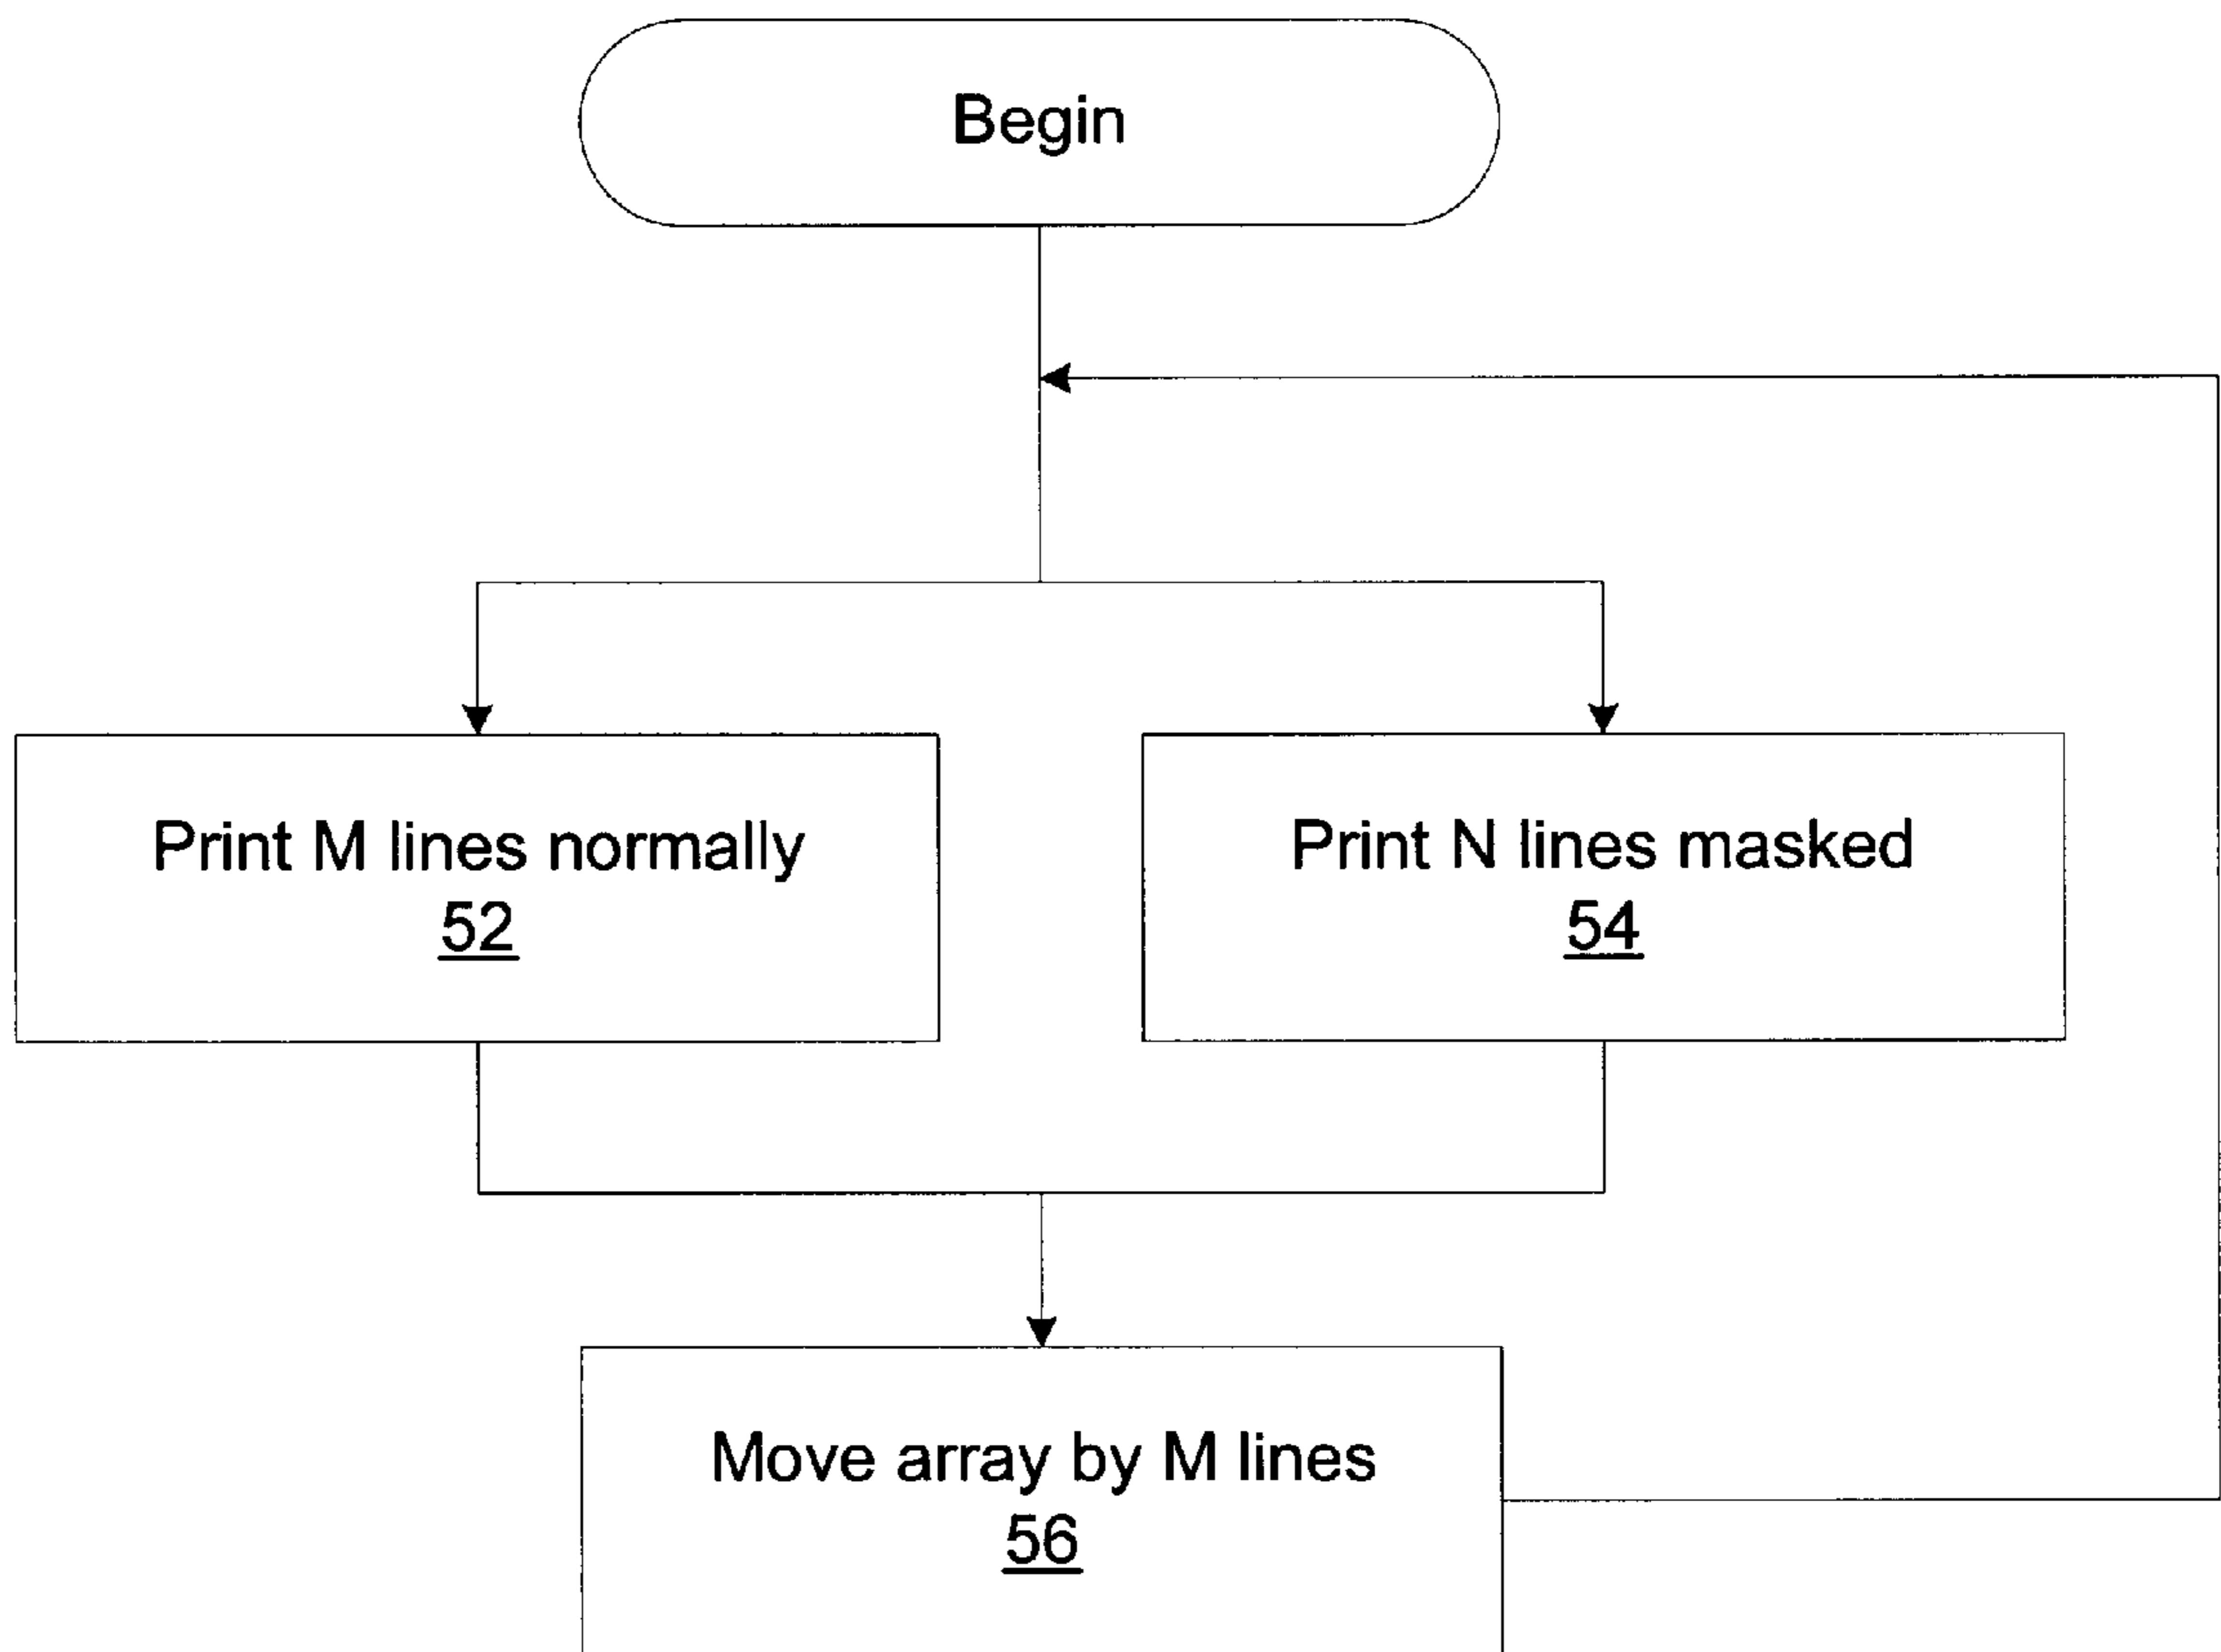 Begin
Print M lines normally
52
Print N lines masked
54
Move array by M lines
56